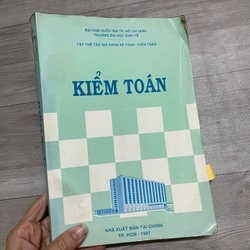 ĐẠI HỌC QUỐC GIA TP. HỒ CHÍ MINH
TRƯỜNG ĐẠI HỌC KINH TẾ
TẬP THỂ TÁC GIẢ KHOA KẾ TOÁN - KIỂM TOÁN
KIỂM TOÁN
NHÀ XUẤT BẢN TÀI CHÍNH
TP. HCM - 1997